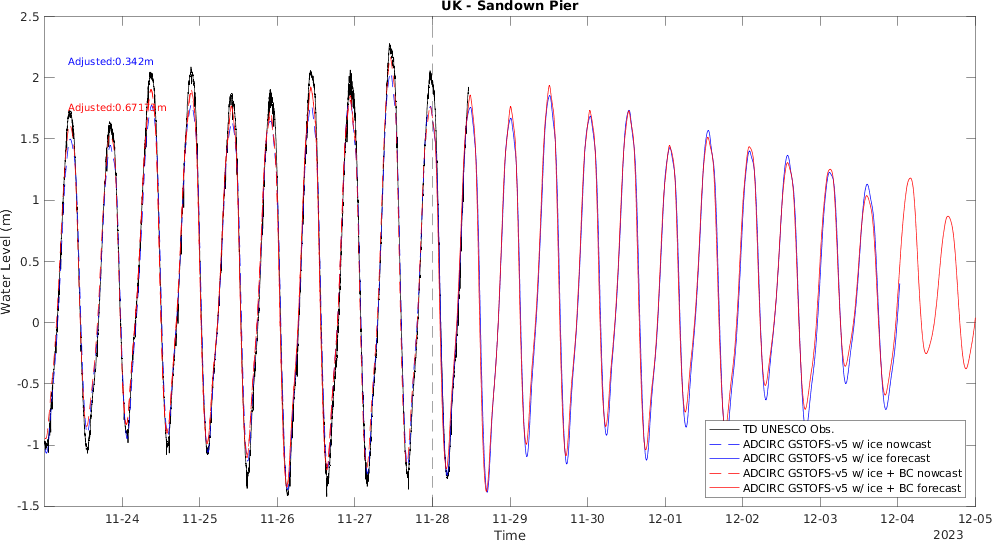 UK - Sandown Pier
2.5
2
1.5
1
0.5
0
-0.5
-1
-1.5
Water Level (m)
Adjusted:0.342m
11-24
11-25
11-26
11-27
11-28
11-29
11-30
12-01
12-02
12-03
12-04
12-05
Time
2023
TD UNESCO Obs.
ADCIRC GSTOFS-v5 w/ ice nowcast
ADCIRC GSTOFS-v5 w/ ice forecast
ADCIRC GSTOFS-v5 w/ ice + BC nowcast
ADCIRC GSTOFS-v5 w/ ice + BC forecast